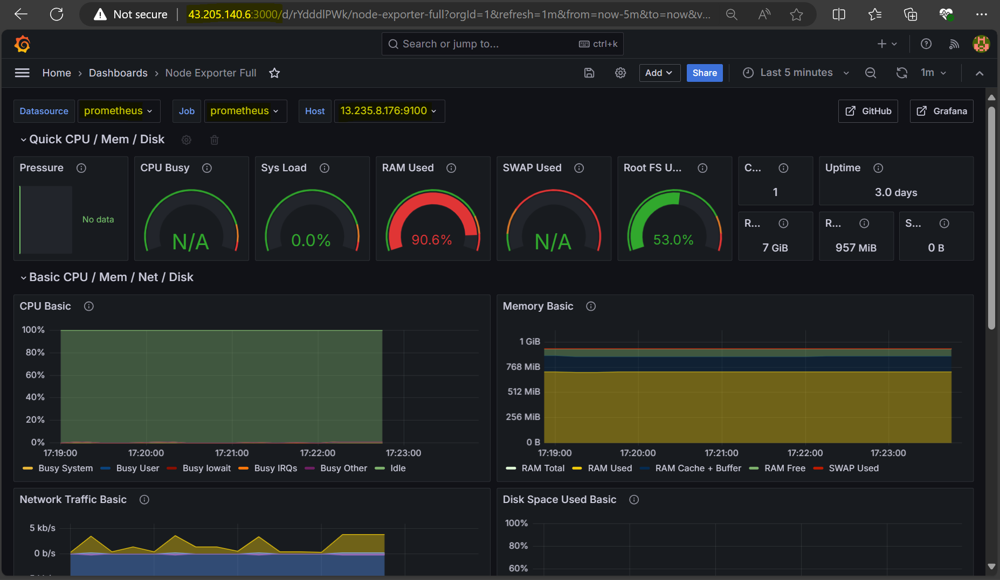 Not secure | 43.205.140.6:3000/d/rYdddlPWk/node-exporter-full?orgId=1&refresh=1m&from=now-5m&to=now&v...
Search or jump to... ctrl+k
Home › Dashboards › Node Exporter Full
Add Share Last 5 minutes 1m
Datasource prometheus Job prometheus Host 13.235.8.176:9100 GitHub Grafana
Quick CPU / Mem / Disk
Pressure CPU Busy Sys Load RAM Used SWAP Used Root FS U... C... Uptime
1 3.0 days
No data
N/A 0.0% 90.6% N/A 53.0%
R... R... S...
7 GiB 957 MiB 0 B
Basic CPU / Mem / Net / Disk
CPU Basic
100%
80%
60%
40%
20%
0%
17:19:00 17:20:00 17:21:00 17:22:00 17:23:00
Busy System Busy User Busy Iowait Busy IRQs Busy Other Idle
Memory Basic
1 GiB
768 MiB
512 MiB
256 MiB
0 B
17:19:00 17:20:00 17:21:00 17:22:00 17:23:00
RAM Total RAM Used RAM Cache + Buffer RAM Free SWAP Used
Network Traffic Basic
5 kb/s
0 b/s
Disk Space Used Basic
100%
80%
60%